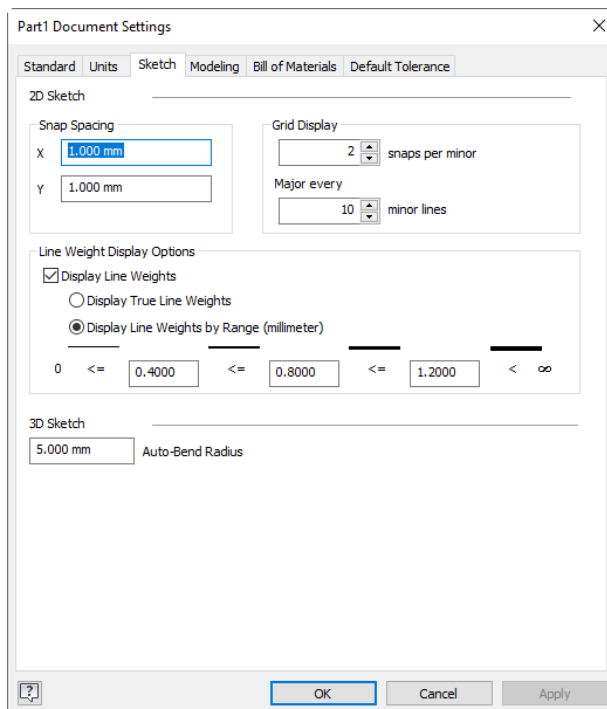 Part1 Document Settings
Standard Units Sketch Modeling Bill of Materials Default Tolerance
2D Sketch
Snap Spacing
X 1.000 mm
Y 1.000 mm
Grid Display
2 snaps per minor
Major every
10 minor lines
Line Weight Display Options
Display Line Weights
Display True Line Weights
Display Line Weights by Range (millimeter)
0 <= 0.4000 <= 0.8000 <= 1.2000 < ∞
3D Sketch
5.000 mm Auto-Bend Radius
? OK Cancel Apply